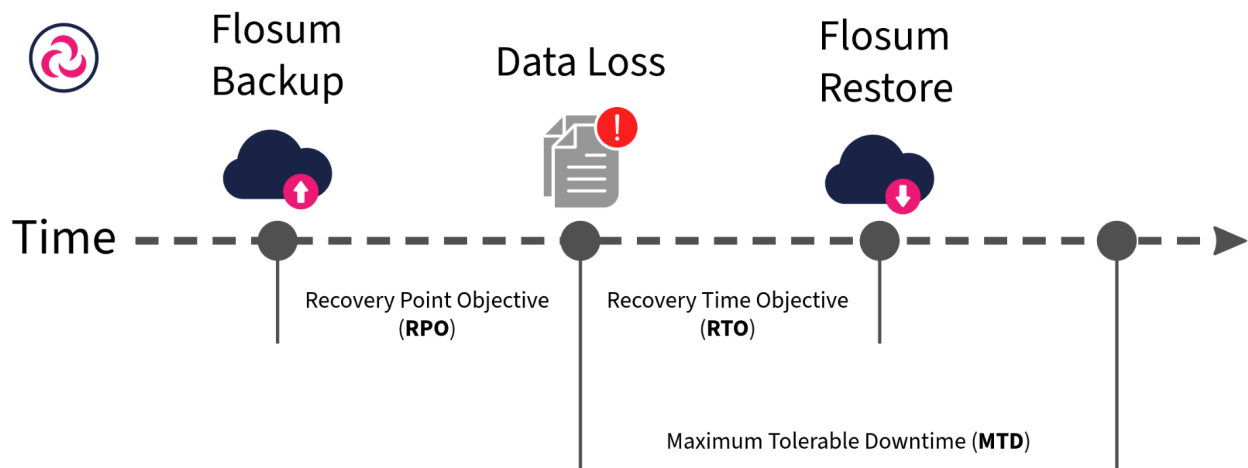 Flosum
Backup
Data Loss
!
Flosum
Restore
Time
Recovery Point Objective
(RPO)
Recovery Time Objective
(RTO)
Maximum Tolerable Downtime (MTD)